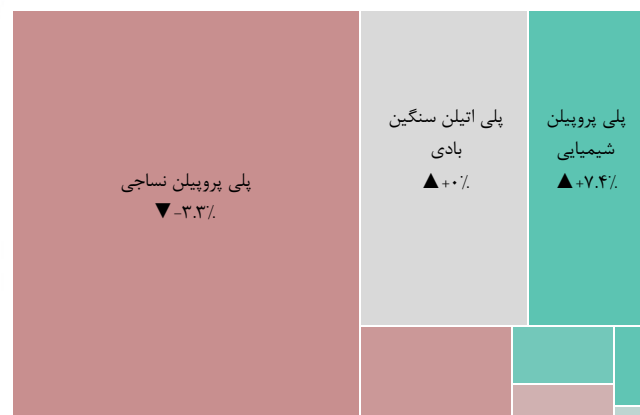 پلی پروپیلن نساجی
▼ -۳.۳٪
پلی اتیلن سنگین
بادی
▲ +۰٪
پلی پروپیلن
شیمیایی
▲ +۷.۴٪